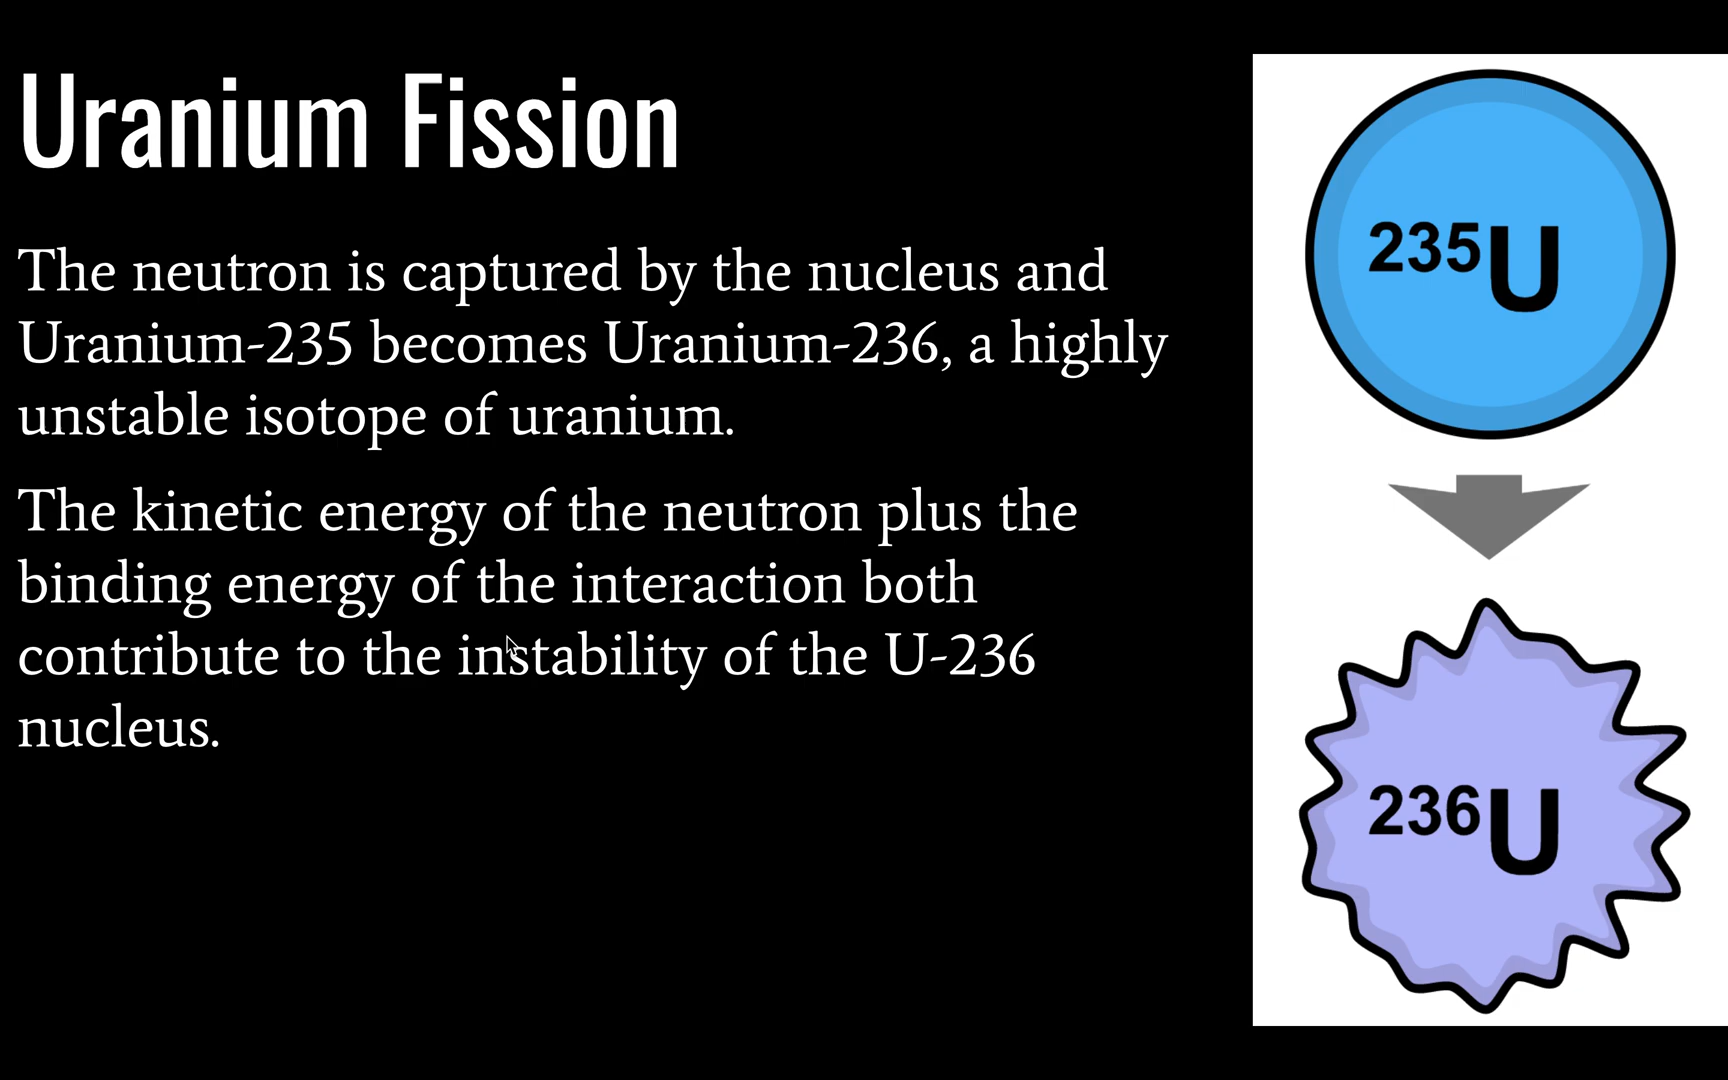 Uranium Fission
The neutron is captured by the nucleus and
Uranium-235 becomes Uranium-236, a highly
unstable isotope of uranium.
The kinetic energy of the neutron plus the
binding energy of the interaction both
contribute to the instability of the U-236
nucleus.
235U
236U